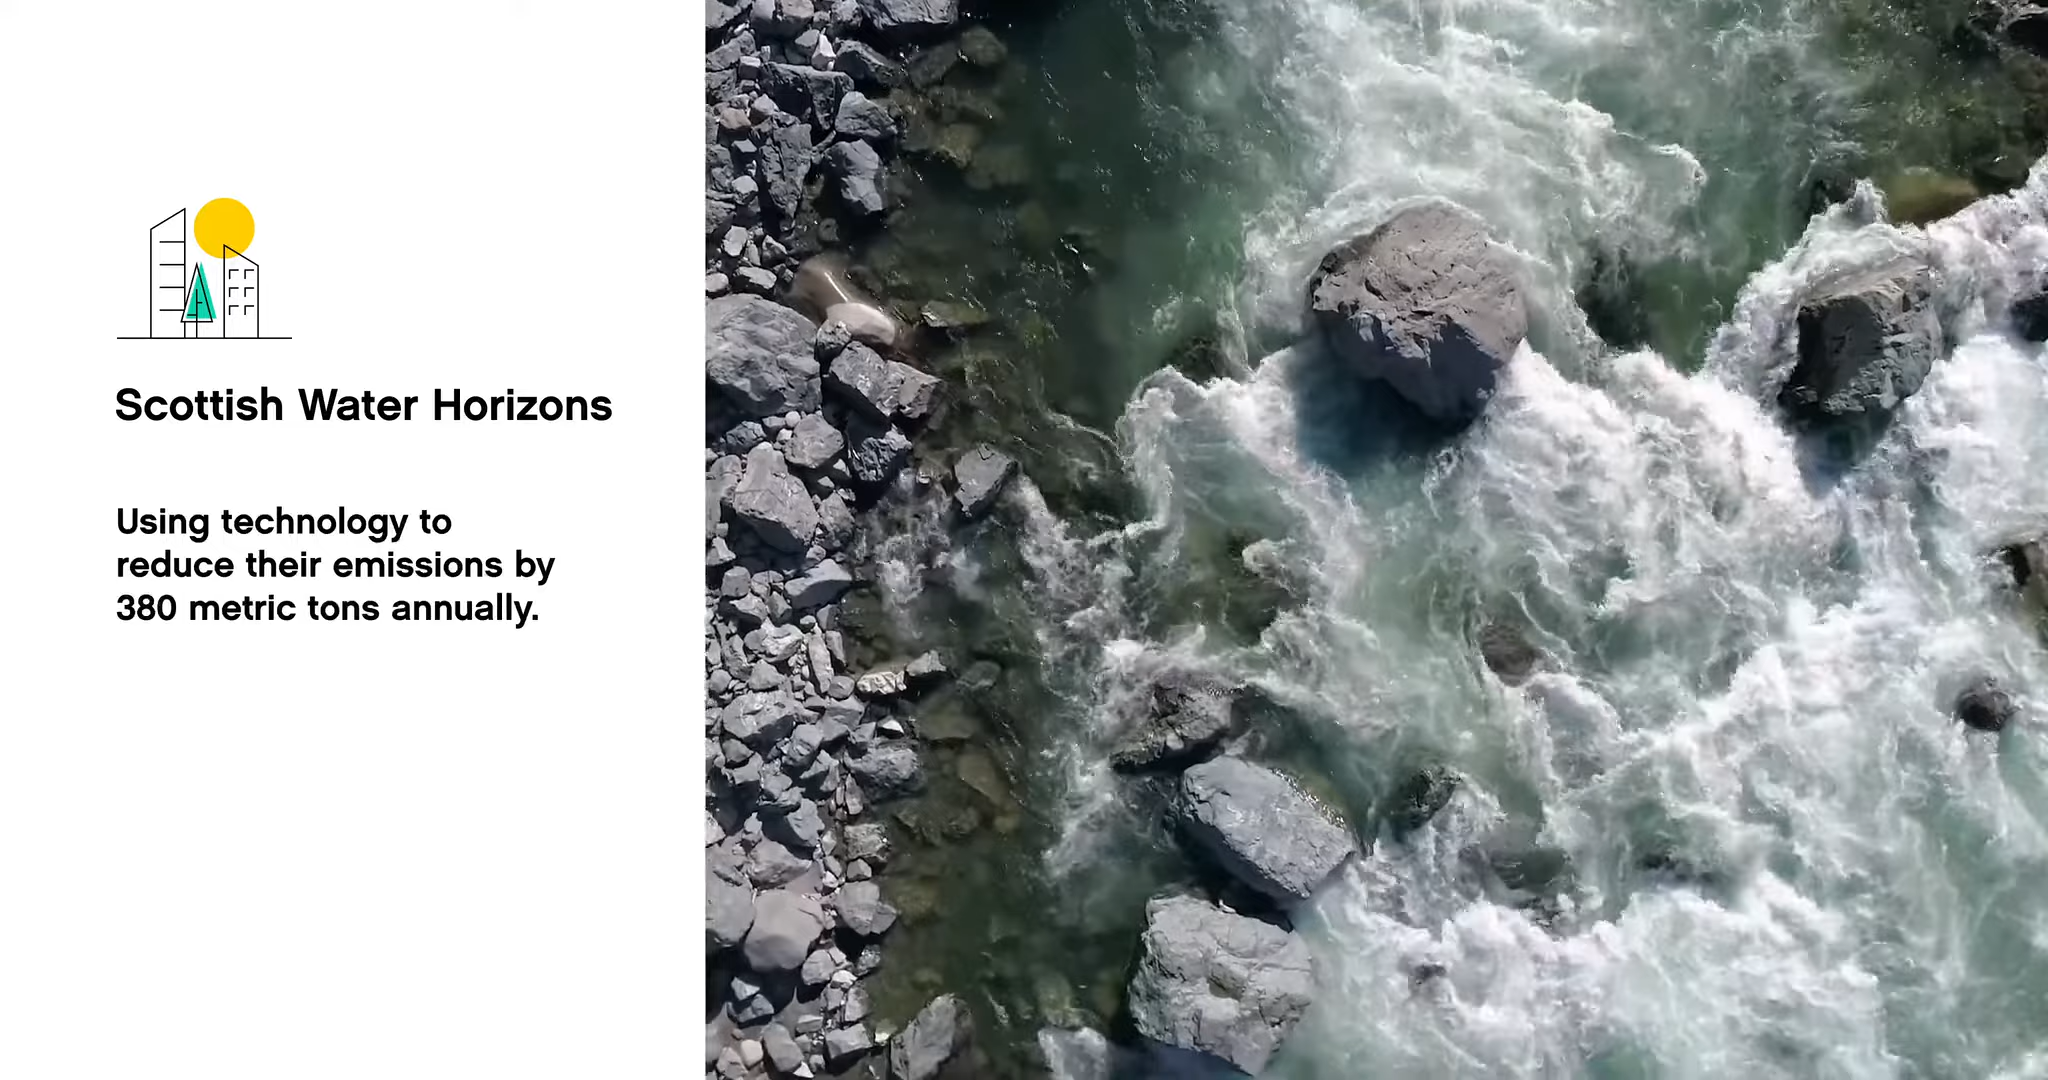 Scottish Water Horizons
Using technology to
reduce their emissions by
380 metric tons annually.